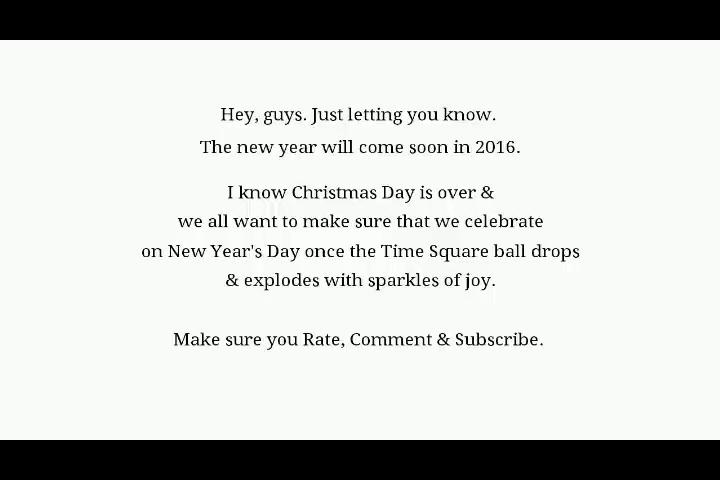 Hey, guys. Just letting you know.
The new year will come soon in 2016.
I know Christmas Day is over &
we all want to make sure that we celebrate
on New Year's Day once the Time Square ball drops
& explodes with sparkles of joy.
Make sure you Rate, Comment & Subscribe.